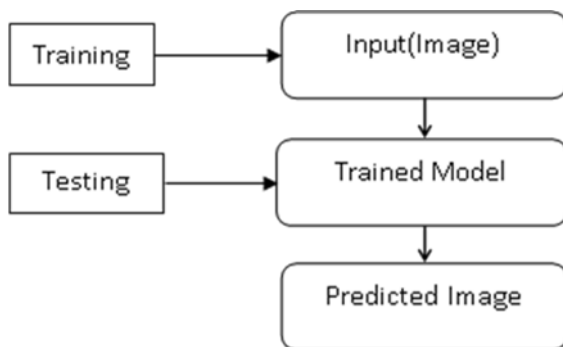 Training
Input(Image)
Testing
Trained Model
Predicted Image